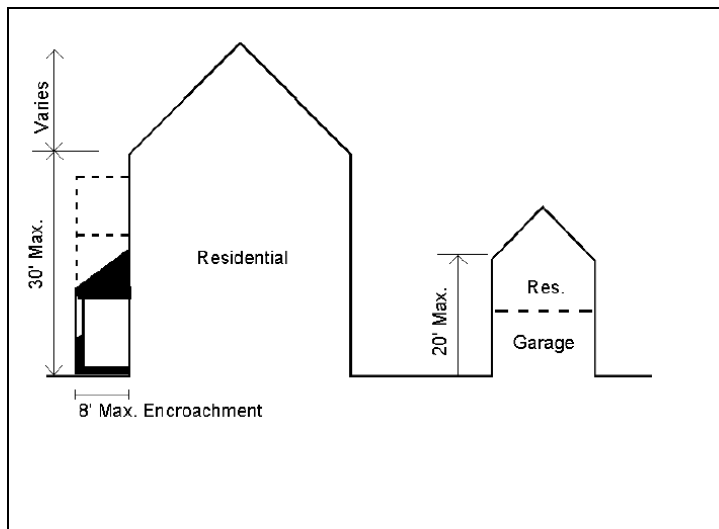 Varies
30' Max.
Residential
8' Max. Encroachment
20' Max.
Res.
Garage